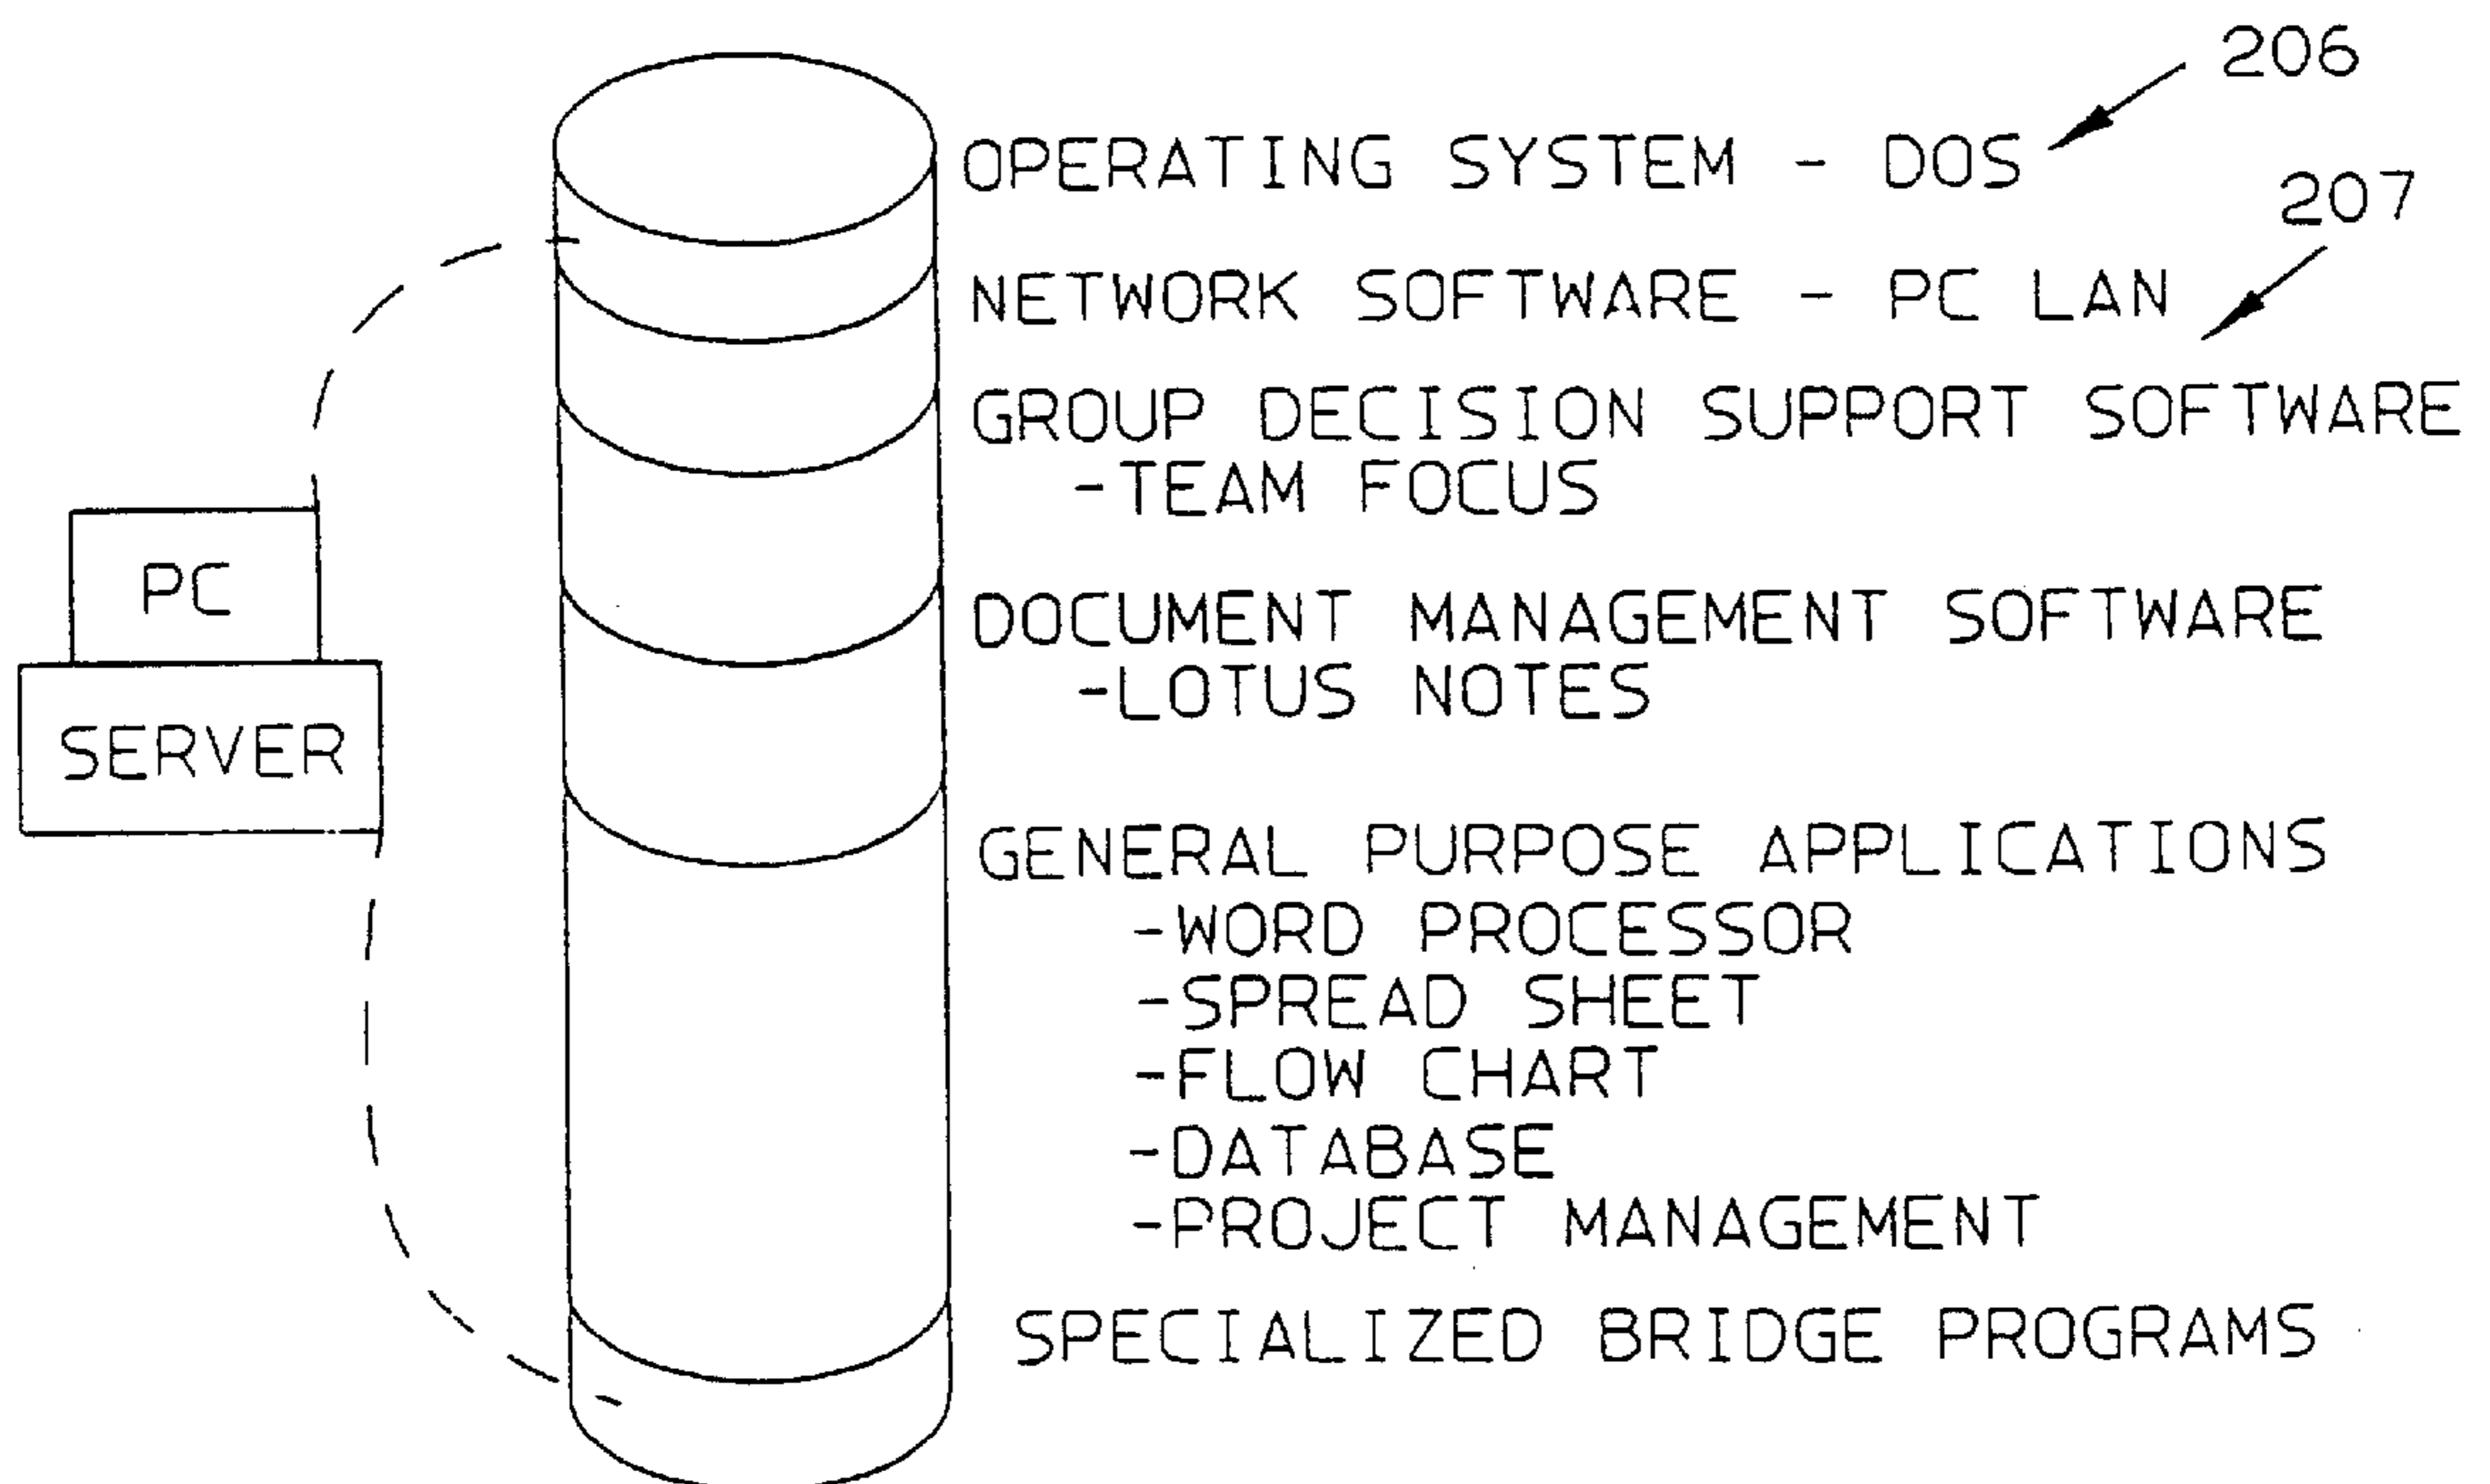 206
OPERATING SYSTEM - DOS
207
NETWORK SOFTWARE - PC LAN
GROUP DECISION SUPPORT SOFTWARE
-TEAM FOCUS
PC
DOCUMENT MANAGEMENT SOFTWARE
-LOTUS NOTES
SERVER
GENERAL PURPOSE APPLICATIONS
-WORD PROCESSOR
-SPREAD SHEET
-FLOW CHART
-DATABASE
-PROJECT MANAGEMENT
SPECIALIZED BRIDGE PROGRAMS